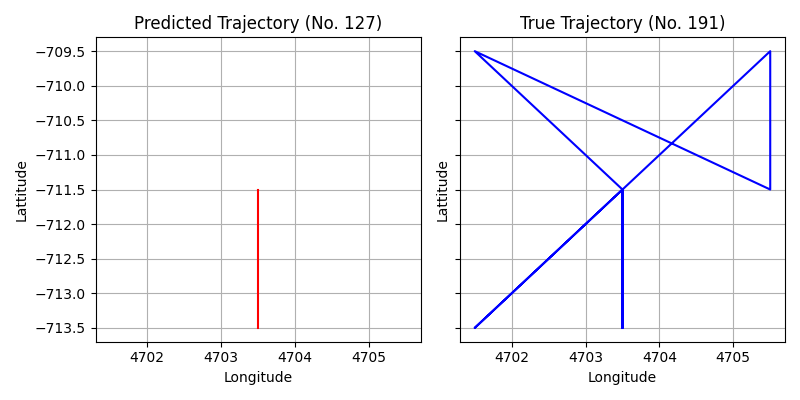 Predicted Trajectory (No. 127)
Lattitude
−709.5
−710.0
−710.5
−711.0
−711.5
−712.0
−712.5
−713.0
−713.5
4702
4703
4704
4705
Longitude
True Trajectory (No. 191)
Lattitude
4702
4703
4704
4705
Longitude